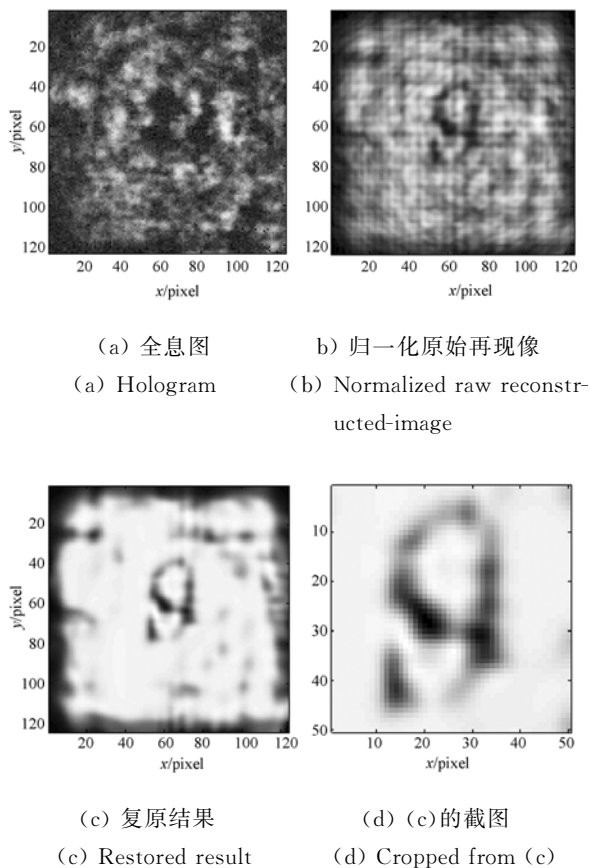 20
40
60
80
100
120
y/pixel
20 40 60 80 100 120
x/pixel
20
40
60
80
100
120
y/pixel
20 40 60 80 100 120
x/pixel
(a) 全息图
(a) Hologram
b) 归一化原始再现像
(b) Normalized raw reconstr-
ucted-image
20
40
60
80
100
120
y/pixel
20 40 60 80 100 120
x/pixel
10
20
30
40
50
10 20 30 40 50
x/pixel
(c) 复原结果
(c) Restored result
(d) (c)的截图
(d) Cropped from (c)